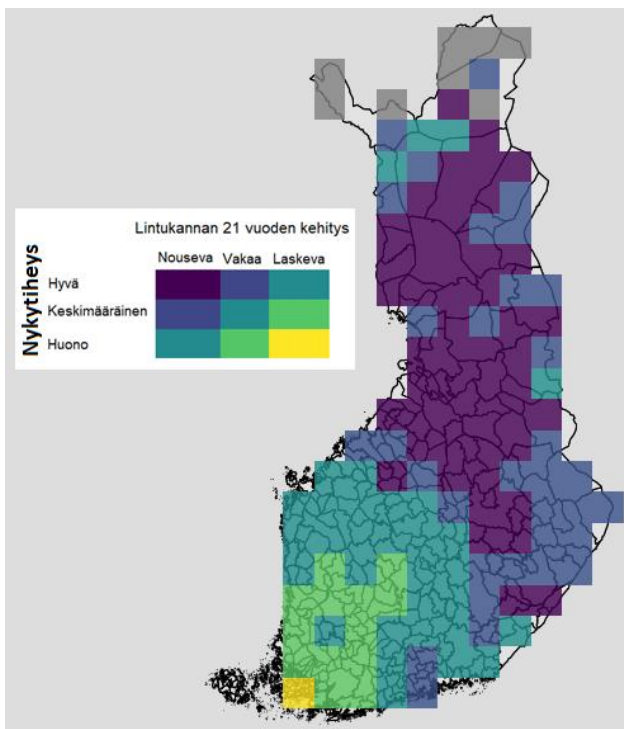 Lintukannan 21 vuoden kehitys
Nouseva Vakaa Laskeva
Nykytiheys
Hyvä
Keskimääräinen
Huono